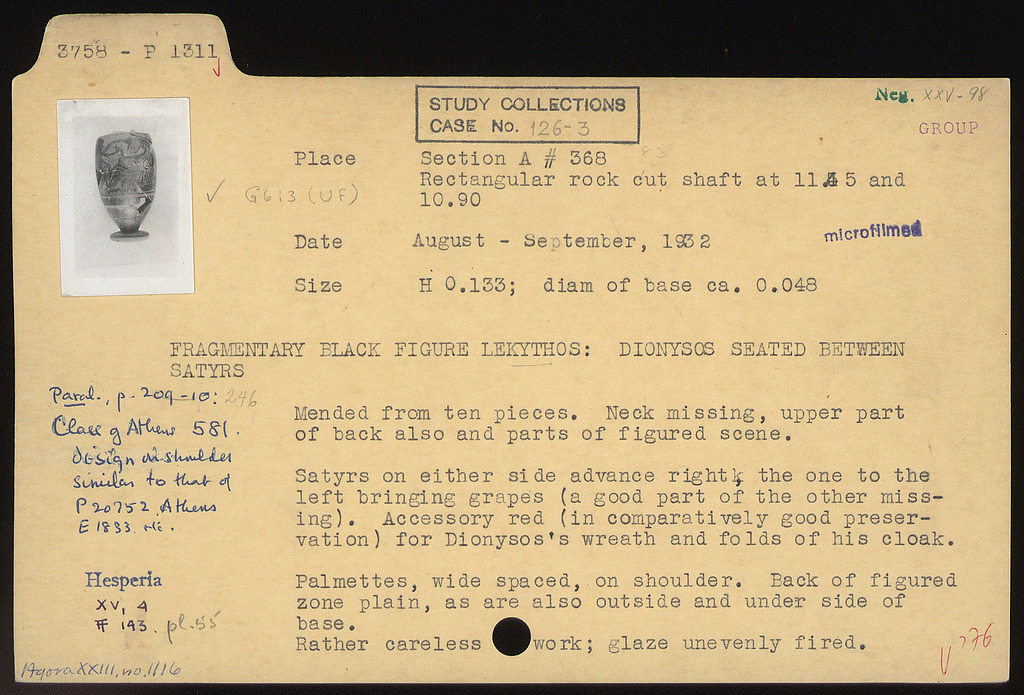 3758 - P 1311
Neg. XXV-98
STUDY COLLECTIONS
CASE No. 126-3
GROUP
Place Section A # 368
Rectangular rock cut shaft at 11.45 and
10.90
✓ G613 (UF)
Date August - September, 1932
microfilmed
Size H 0.133; diam of base ca. 0.048
FRAGMENTARY BLACK FIGURE LEKYTHOS: DIONYSOS SEATED BETWEEN
SATYRS
Paral., p. 209-10: 246
Class of Athens 581.
design on shoulder
similar to that of
P 20752, Athens
E 1833.
Mended from ten pieces. Neck missing, upper part
of back also and parts of figured scene.
Satyrs on either side advance right, the one to the
left bringing grapes (a good part of the other miss-
ing). Accessory red (in comparatively good preser-
vation) for Dionysos's wreath and folds of his cloak.
Hesperia
XV, 4
# 143. pl. 55
Palmettes, wide spaced, on shoulder. Back of figured
zone plain, as are also outside and under side of
base.
Rather careless work; glaze unevenly fired.
Agora XXIII, no. 1116
✓ 276